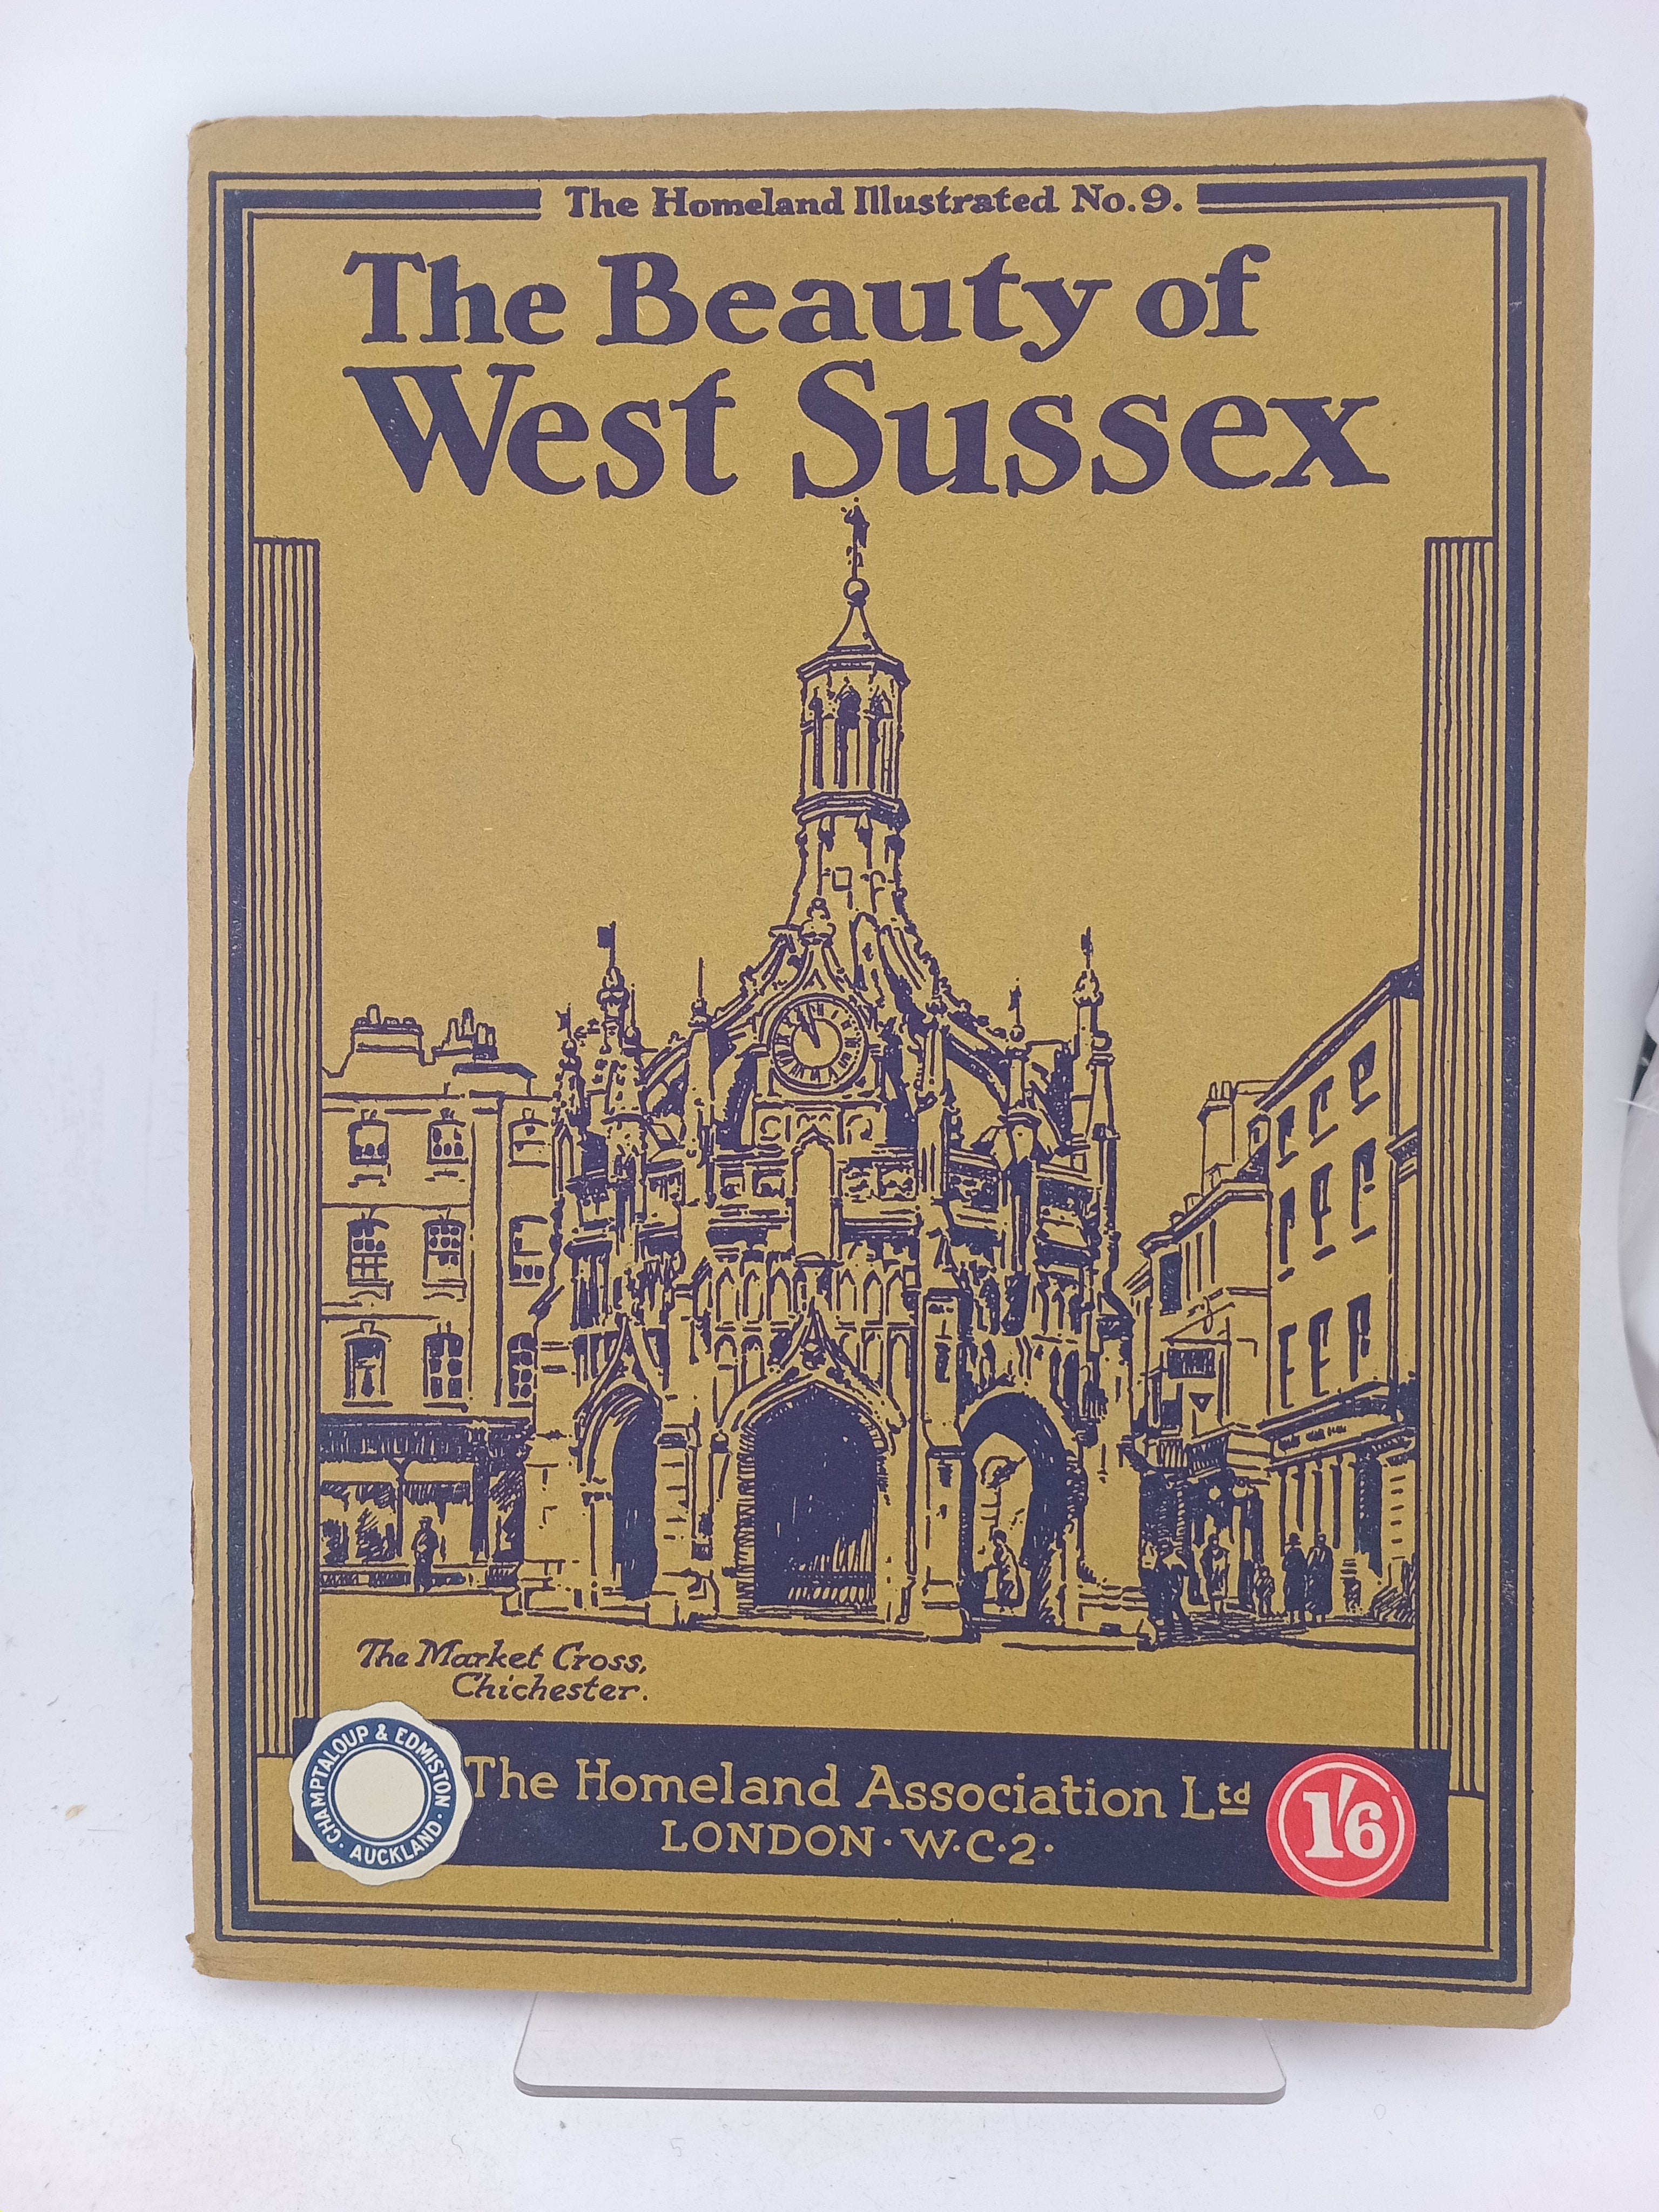 The Homeland Illustrated No. 9.
The Beauty of
West Sussex
The Market Cross,
Chichester.
CHAMPTALOUP & EDMISTON · AUCKLAND ·
The Homeland Association Ltd
LONDON · W.C.2 ·
1'/6